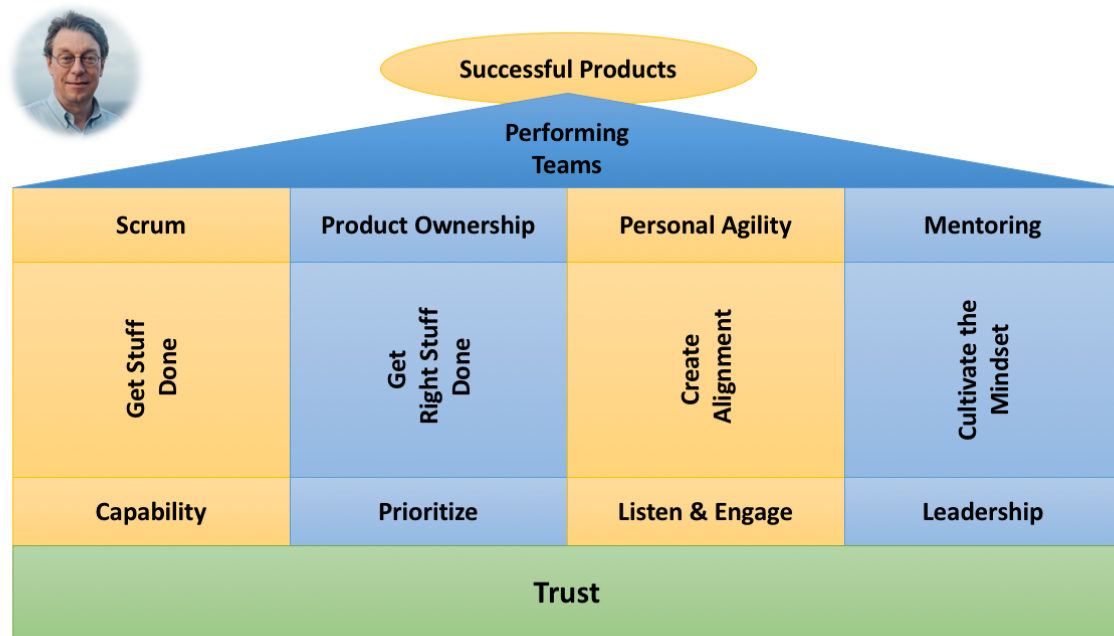 Successful Products
Performing
Teams
Scrum
Product Ownership
Personal Agility
Mentoring
Get Stuff
Done
Get
Right Stuff
Done
Create
Alignment
Cultivate the
Mindset
Capability
Prioritize
Listen & Engage
Leadership
Trust